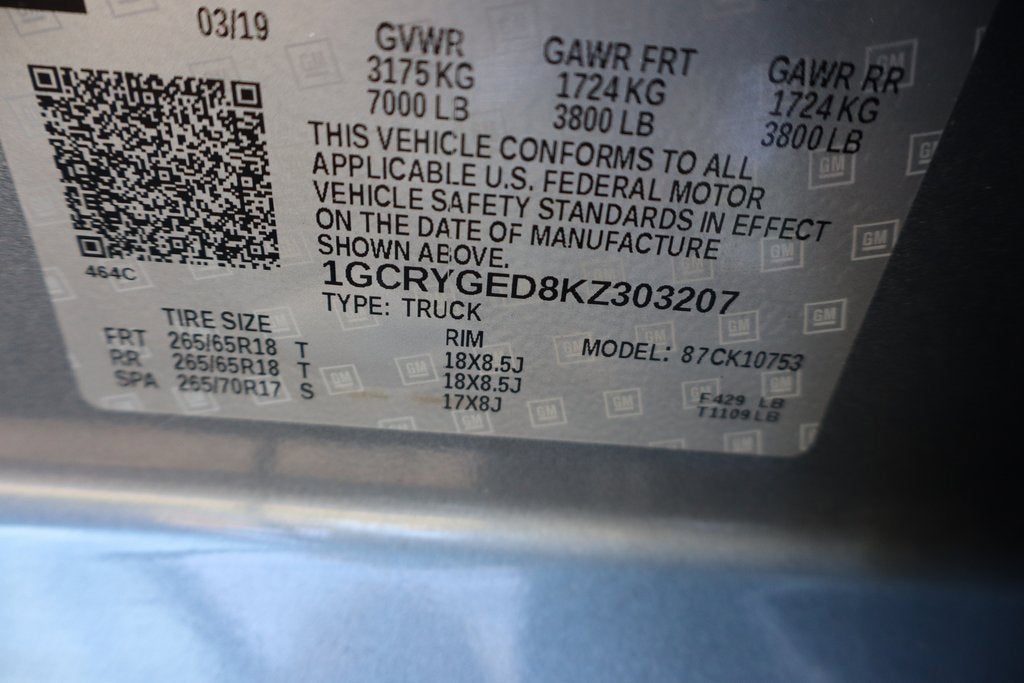 03/19
GVWR GAWR FRT GAWR RR
3175 KG 1724 KG 1724 KG
7000 LB 3800 LB 3800 LB
THIS VEHICLE CONFORMS TO ALL
APPLICABLE U.S. FEDERAL MOTOR
VEHICLE SAFETY STANDARDS IN EFFECT
ON THE DATE OF MANUFACTURE
SHOWN ABOVE.
464C
1GCRYGED8KZ303207
TYPE: TRUCK
TIRE SIZE RIM MODEL: 87CK10753
FRT 265/65R18 T 18X8.5J
RR 265/65R18 T 18X8.5J
SPA 265/70R17 S 17X8J
F429 LB
T1109 LB
GM